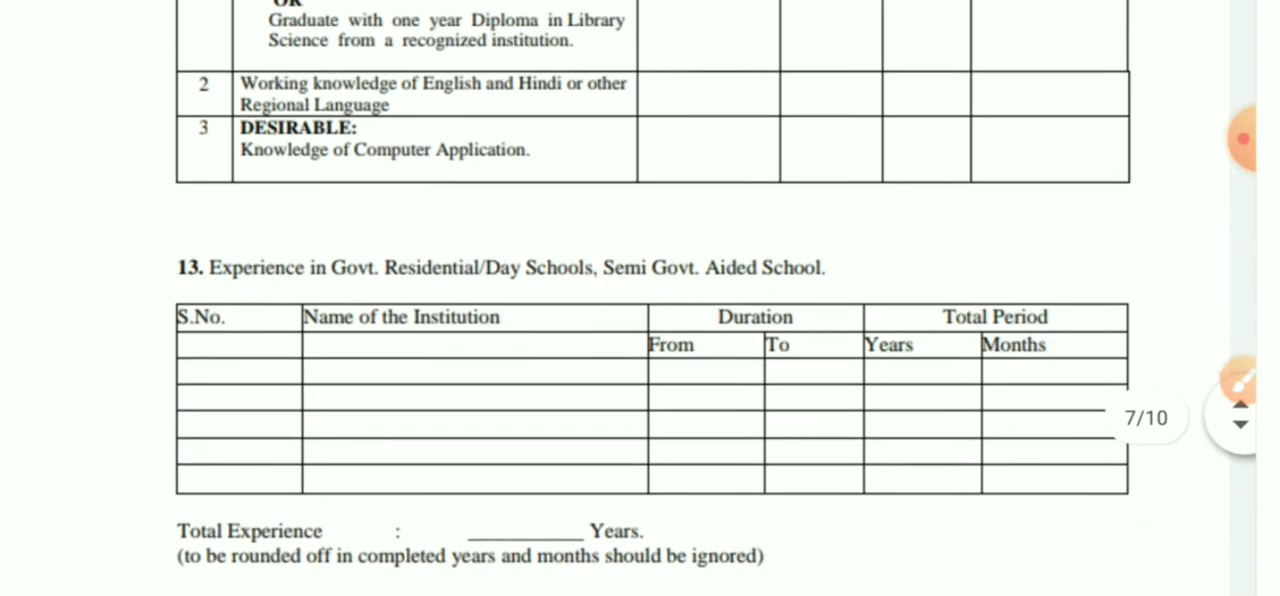 OR
Graduate with one year Diploma in Library
Science from a recognized institution.
2 Working knowledge of English and Hindi or other
Regional Language
3 DESIRABLE:
Knowledge of Computer Application.
13. Experience in Govt. Residential/Day Schools, Semi Govt. Aided School.
S.No. Name of the Institution Duration Total Period
From To Years Months
7/10
Total Experience : __________ Years.
(to be rounded off in completed years and months should be ignored)